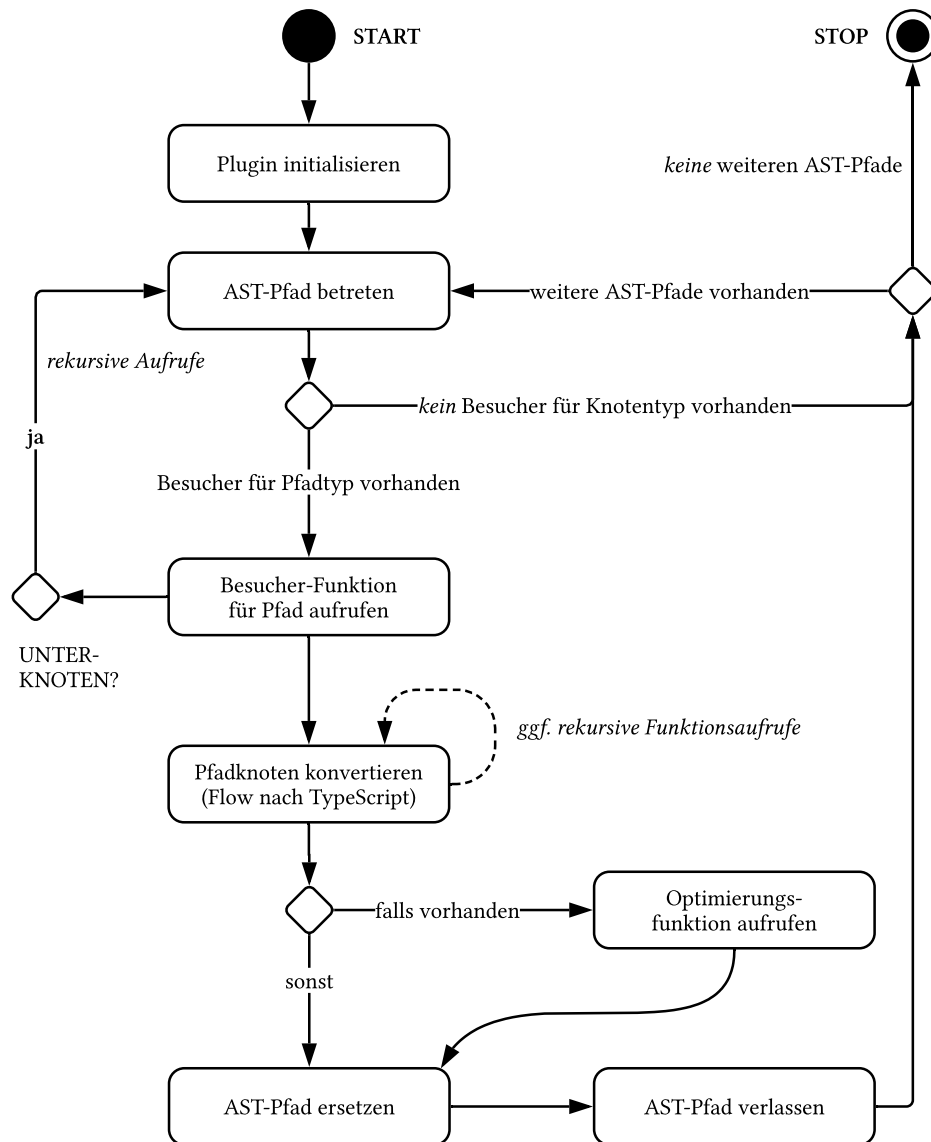 START
STOP
Plugin initialisieren
keine weiteren AST-Pfade
AST-Pfad betreten
weitere AST-Pfade vorhanden
rekursive Aufrufe
kein Besucher für Knotentyp vorhanden
ja
Besucher für Pfadtyp vorhanden
Besucher-Funktion
für Pfad aufrufen
UNTER-
KNOTEN?
ggf. rekursive Funktionsaufrufe
Pfadknoten konvertieren
(Flow nach TypeScript)
falls vorhanden
Optimierungs-
funktion aufrufen
sonst
AST-Pfad ersetzen
AST-Pfad verlassen